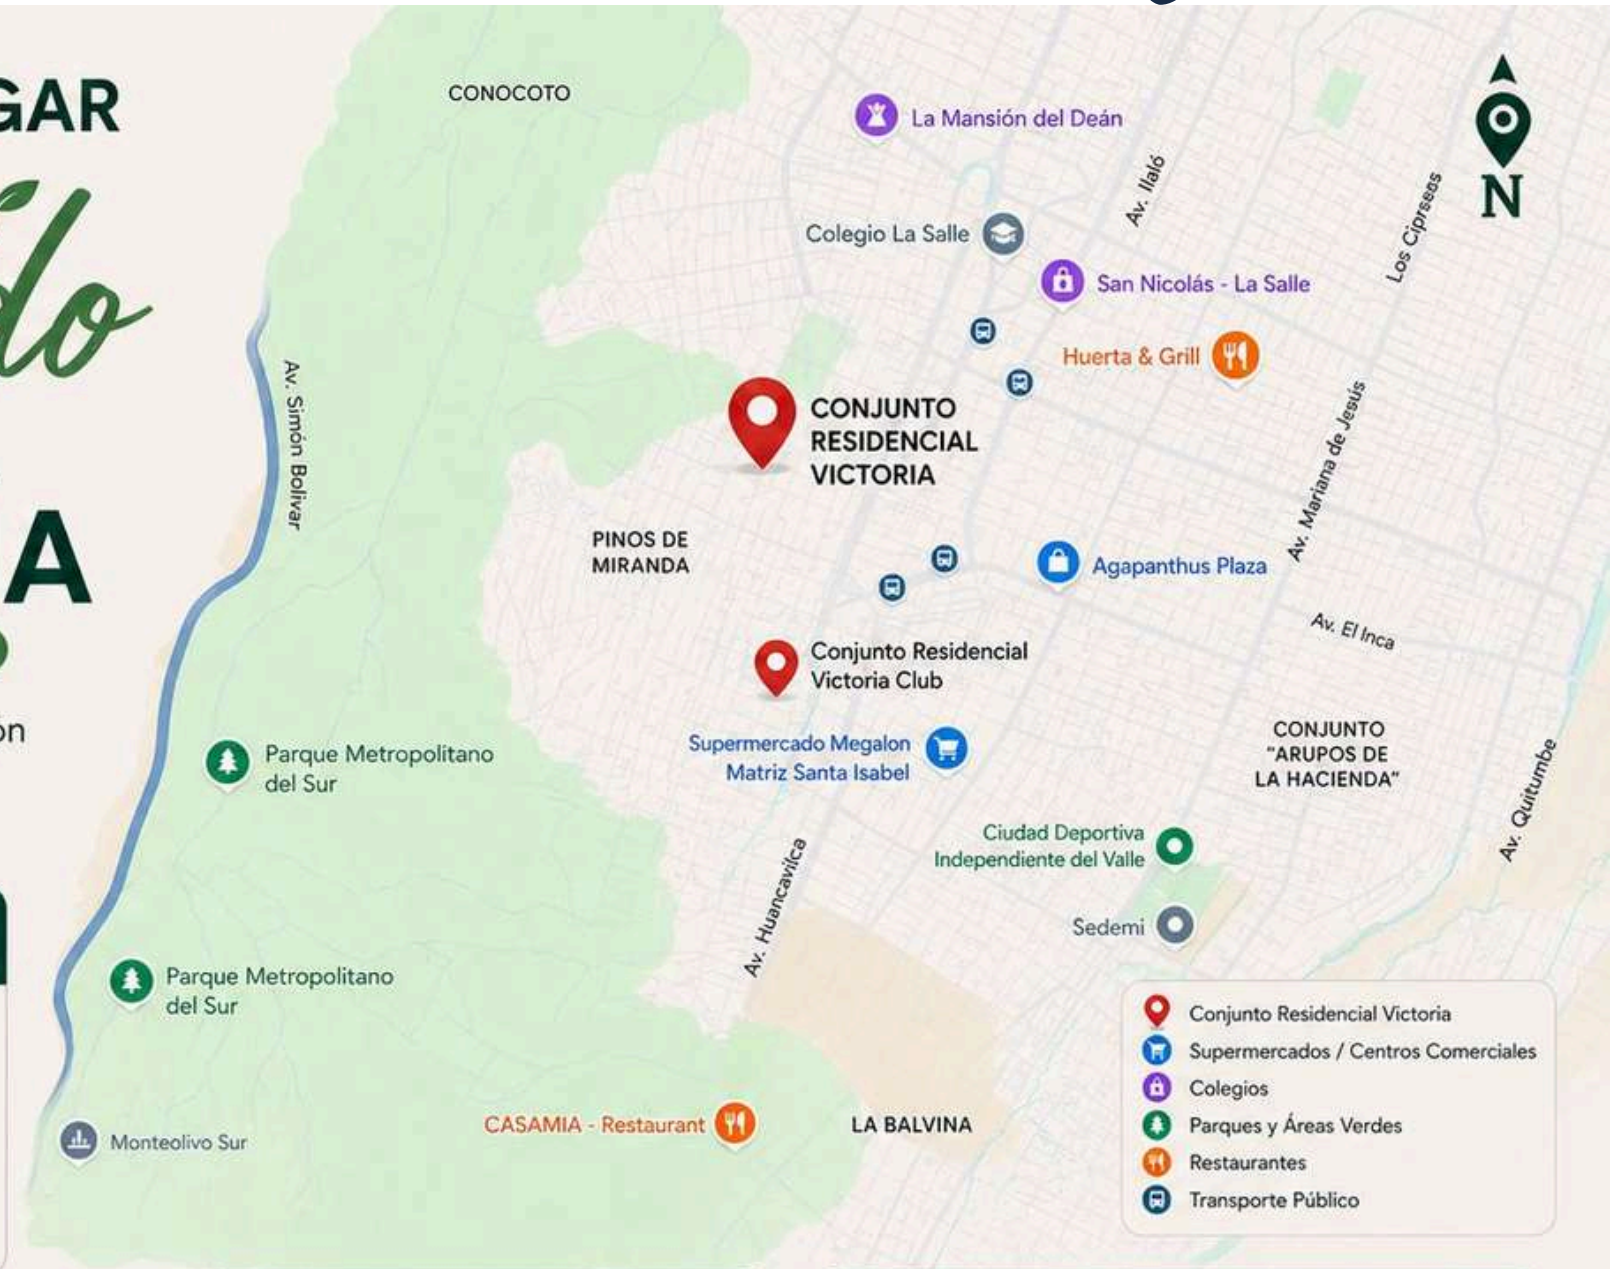 GAR
do
A
ón
CONOCOTO
La Mansión del Deán
Av. Ilaló
Los Ciprseos
N
Colegio La Salle
San Nicolás - La Salle
Huerta & Grill
Av. Simón Bolivar
CONJUNTO
RESIDENCIAL
VICTORIA
Av. Mariana de Jesús
PINOS DE
MIRANDA
Agapanthus Plaza
Av. El Inca
Conjunto Residencial
Victoria Club
Supermercado Megalon
Matriz Santa Isabel
CONJUNTO
"ARUPOS DE
LA HACIENDA"
Av. Quitumbe
Parque Metropolitano
del Sur
Ciudad Deportiva
Independiente del Valle
Av. Huancavilca
Sedemi
Parque Metropolitano
del Sur
Monteolivo Sur
CASAMIA - Restaurant
LA BALVINA
Conjunto Residencial Victoria
Supermercados / Centros Comerciales
Colegios
Parques y Áreas Verdes
Restaurantes
Transporte Público